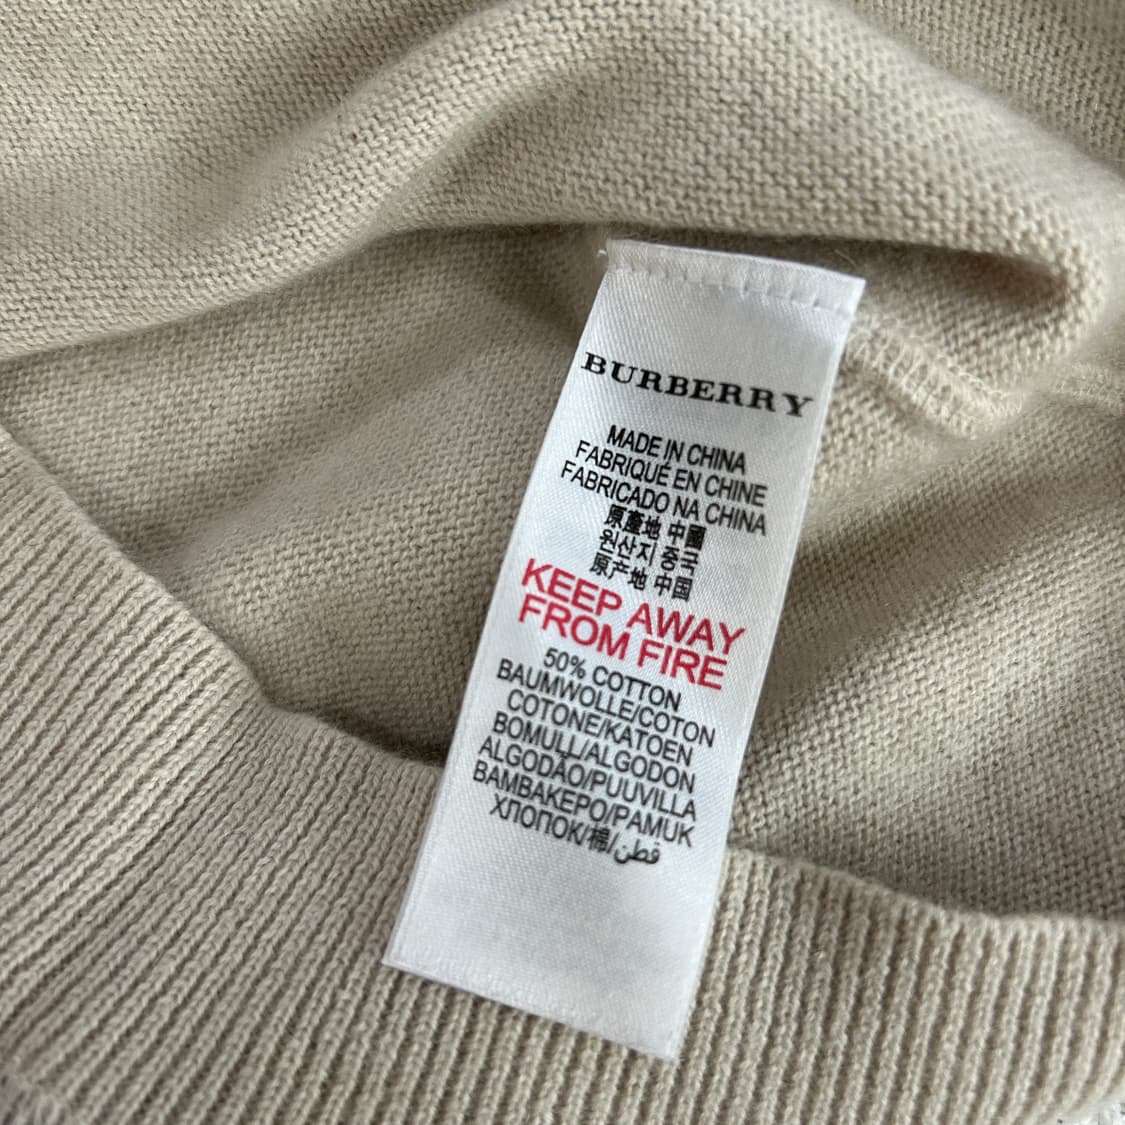 BURBERRY
MADE IN CHINA
FABRIQUÉ EN CHINE
FABRICADO NA CHINA
原產地 中國
원산지 중국
原产地 中国
KEEP AWAY
FROM FIRE
50% COTTON
BAUMWOLLE/COTON
COTONE/KATOEN
BOMULL/ALGODON
ALGODÃO/PUUVILLA
BAMBAKEPO/PAMUK
ХЛОПОК/棉/قطن